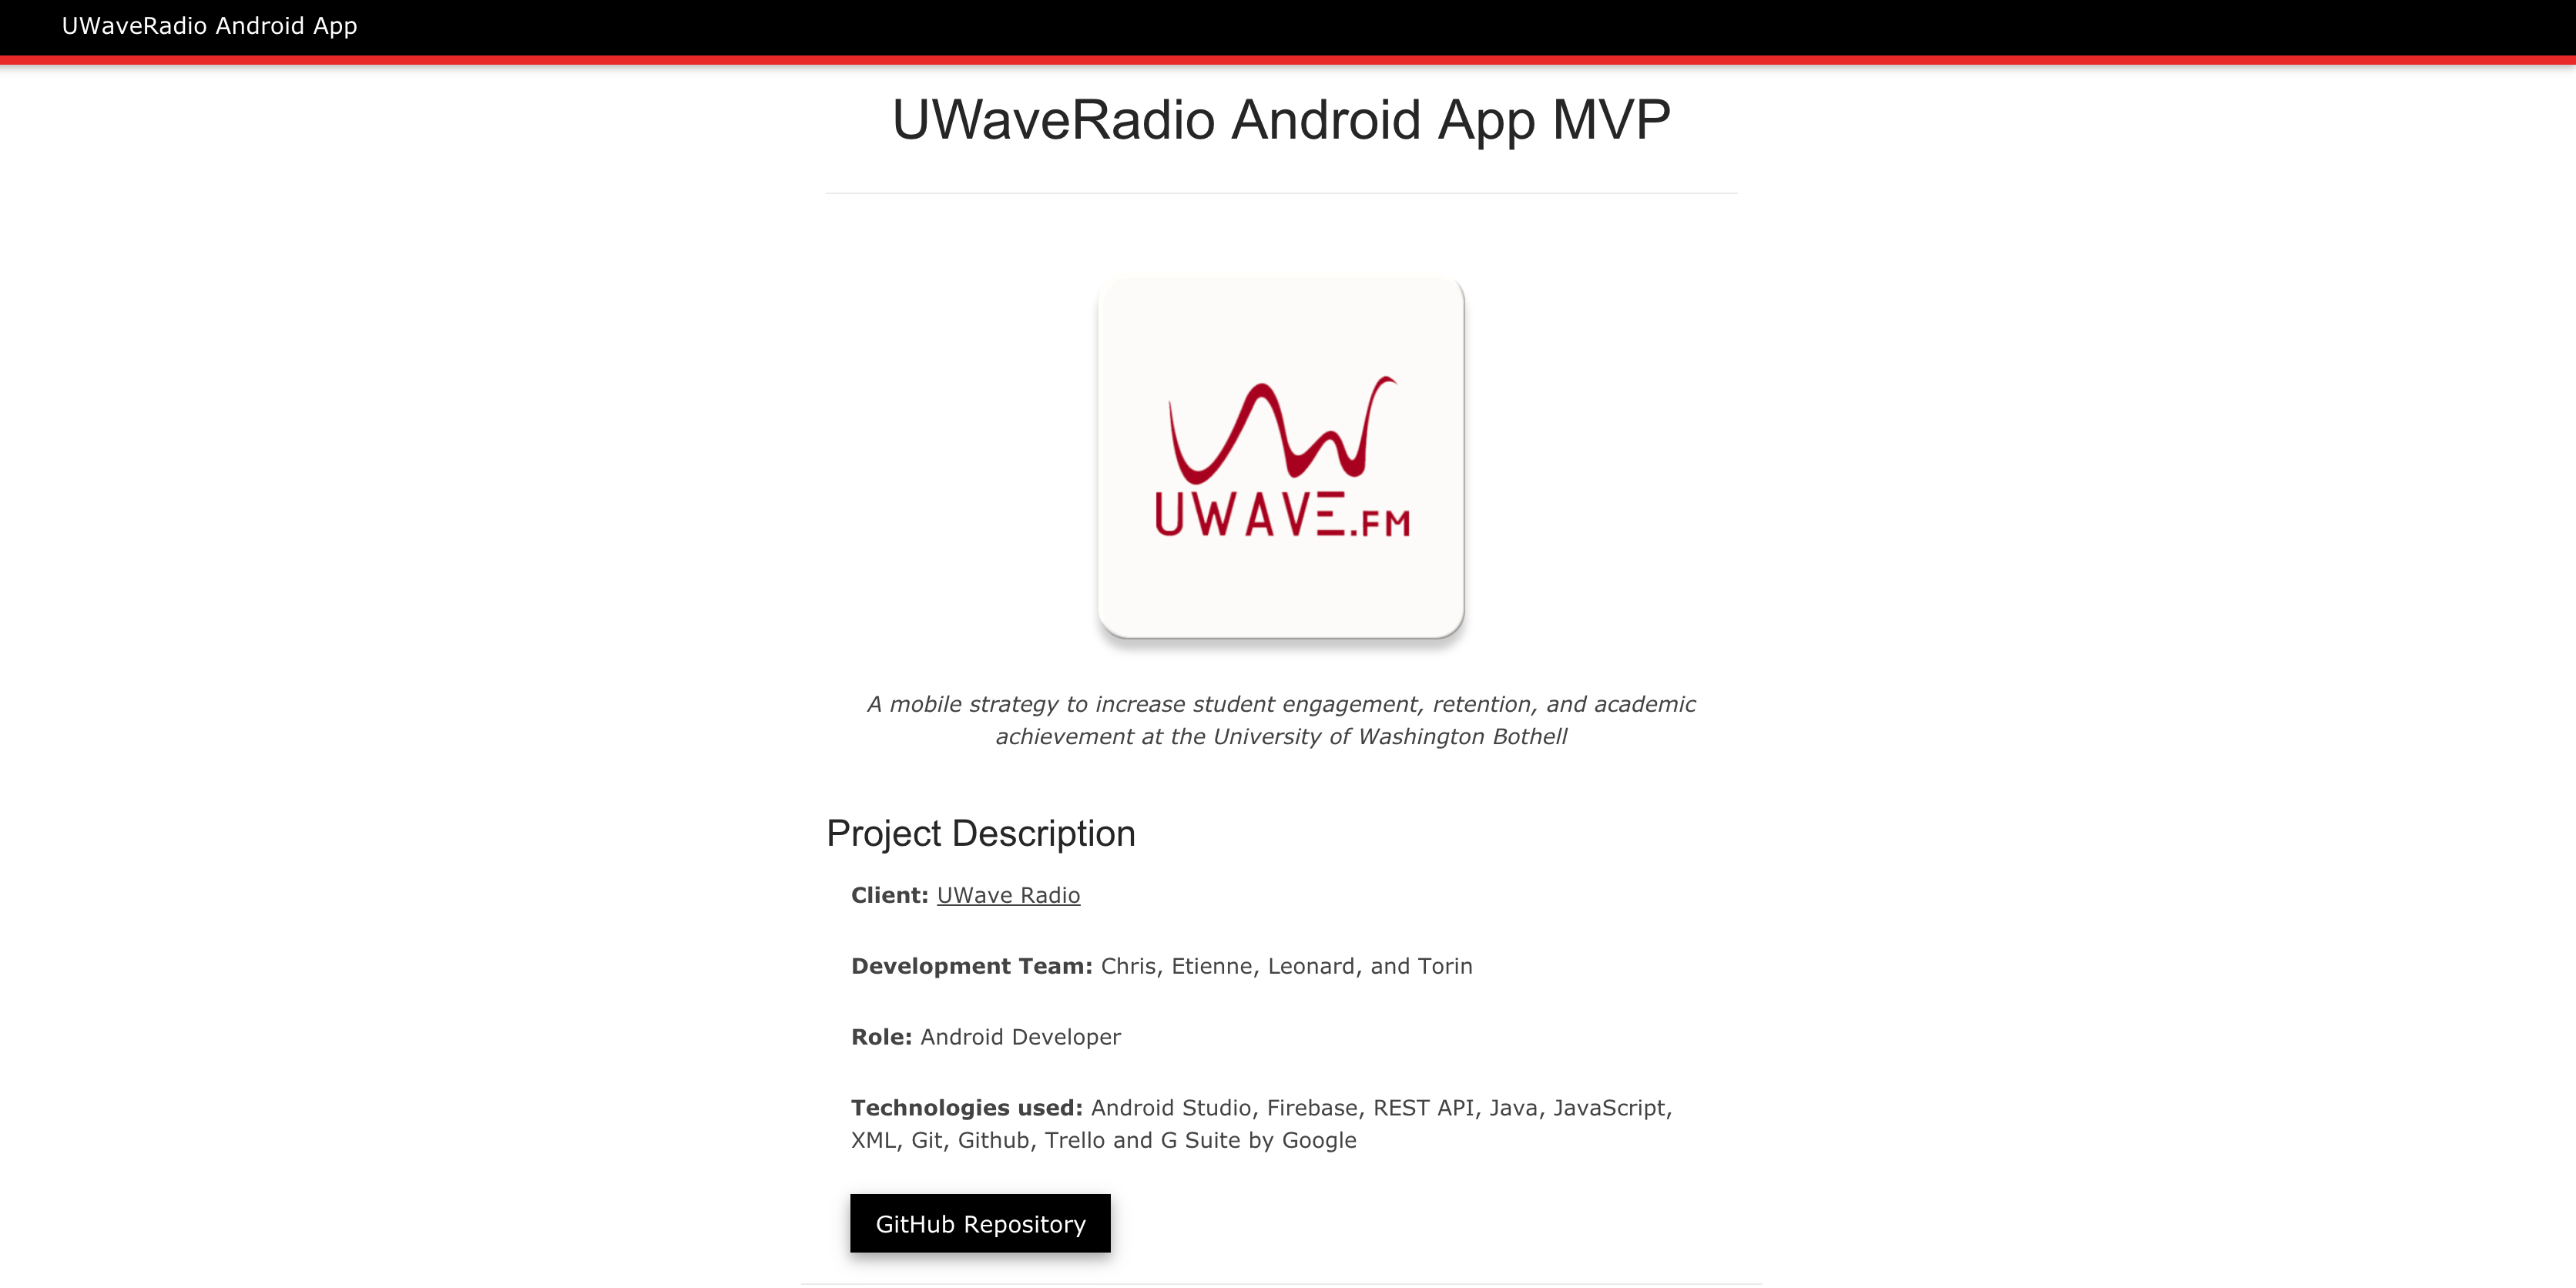 UWaveRadio Android App
UWaveRadio Android App MVP
UWAVE.FM
A mobile strategy to increase student engagement, retention, and academic
achievement at the University of Washington Bothell
Project Description
Client: UWave Radio
Development Team: Chris, Etienne, Leonard, and Torin
Role: Android Developer
Technologies used: Android Studio, Firebase, REST API, Java, JavaScript,
XML, Git, Github, Trello and G Suite by Google
GitHub Repository